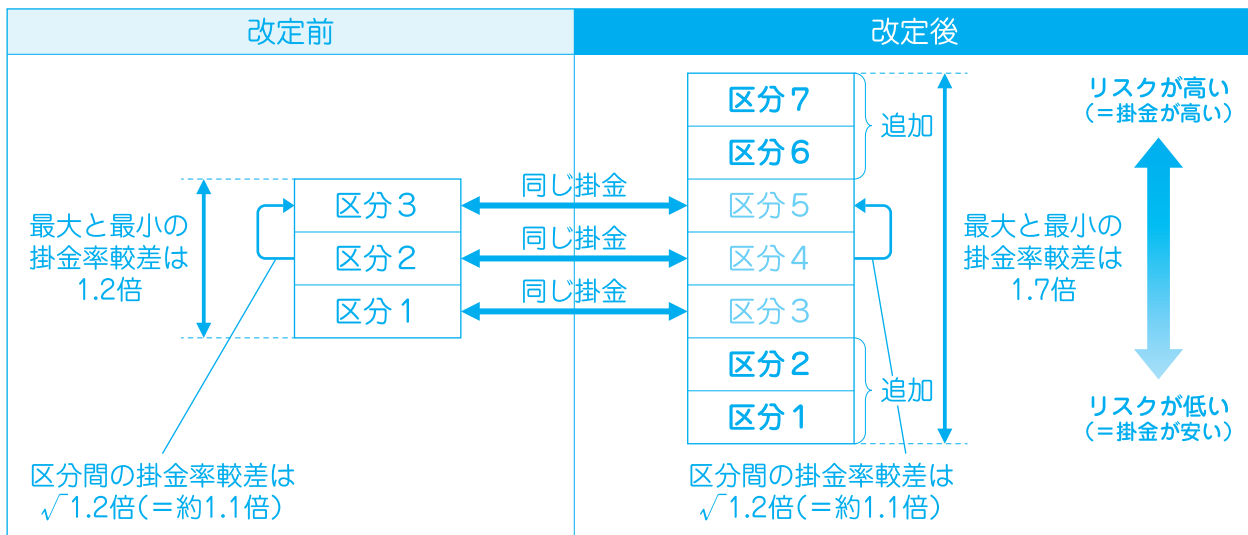 改定前
最大と最小の
掛金率較差は
1.2倍
区分3
区分2
区分1
区分間の掛金率較差は
√1.2倍(=約1.1倍)
同じ掛金
同じ掛金
同じ掛金
改定後
区分7
区分6
区分5
区分4
区分3
区分2
区分1
追加
追加
最大と最小の
掛金率較差は
1.7倍
区分間の掛金率較差は
√1.2倍(=約1.1倍)
リスクが高い
(=掛金が高い)
リスクが低い
(=掛金が安い)